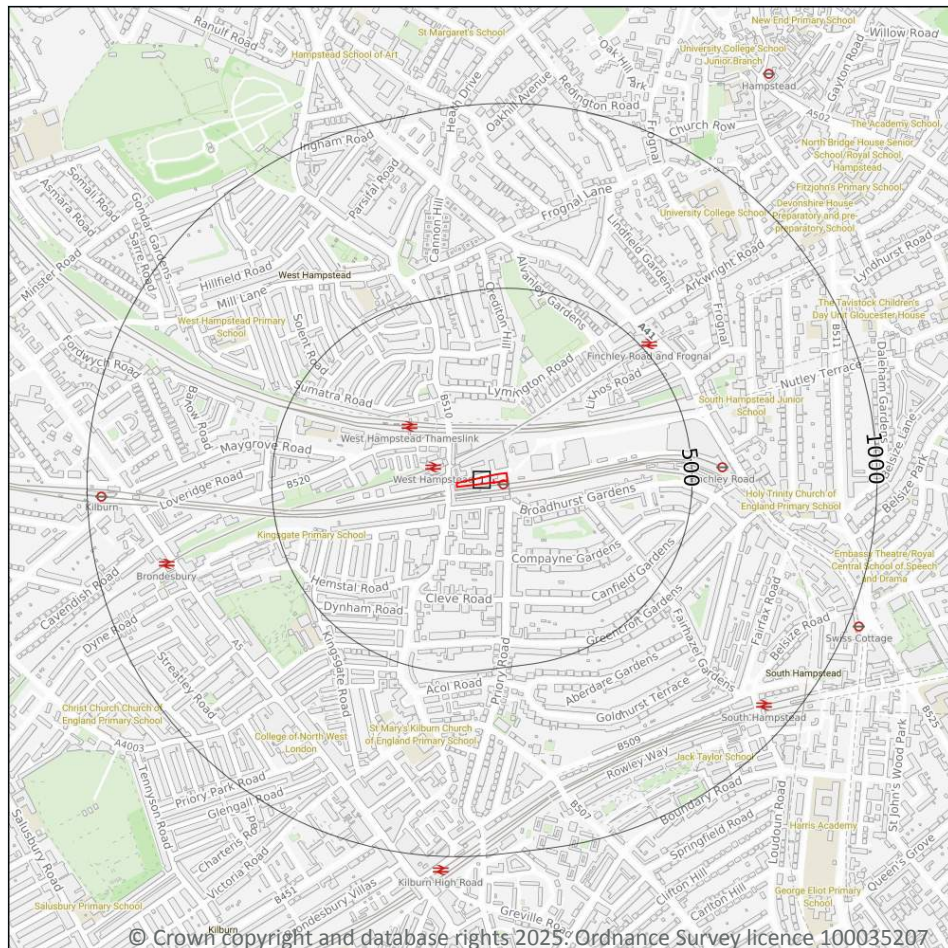 Ranulf Road
Hampstead School of Art
St Margaret's School
Heath Drive
Oakhill Avenue
Oak Hill Park
Redington Road
Frognal
New End Primary School
University College School
Junior Branch
Willow Road
Gayton Road
Hampstead
A502
Church Row
The Academy School
North Bridge House Senior
School/Royal School
Hampstead
Fitzjohn's Primary School
Devonshire House
Preparatory and pre-
preparatory School
Ingham Road
Parsifal Road
Cannon Hill
Frognal Lane
Lindfield Gardens
University College School
Arkwright Road
Lyndhurst Road
Somali Road
Asmara Road
Gondar Gardens
Sarre Road
Minster Road
Hillfield Road
Mill Lane
West Hampstead
Alvanley Gardens
Crediton Hill
Frognal
The Tavistock Children's
Day Unit Gloucester House
B511
Daleham Gardens
West Hampstead Primary
School
Solent Road
Fordwych Road
Barlow Road
Sumatra Road
B510
Lymington Road
A41
Finchley Road and Frognal
Nutley Terrace
South Hampstead Junior
School
Belsize Lane
Belsize Park
Maygrove Road
West Hampstead Thameslink
B520
West Hampstead
500
1000
Finchley Road
Kilburn
Loveridge Road
Broadhurst Gardens
Holy Trinity Church of
England Primary School
Kingsgate Primary School
Brondesbury
Compayne Gardens
Canfield Gardens
Embassy Theatre/Royal
Central School of Speech
and Drama
Cavendish Road
Hemstal Road
Dynham Road
Cleve Road
Greencroft Gardens
Fairhazel Gardens
Fairfax Road
Belsize Road
Swiss Cottage
Dyne Road
A5
Streatley Road
Kingsgate Road
Priory Road
Acol Road
Aberdare Gardens
Goldhurst Terrace
South Hampstead
South Hampstead
B525
Christ Church Church of
England Primary School
A4003
College of North West
London
St Mary's Kilburn Church
of England Primary School
B509
Rowley Way
Jack Taylor School
St John's Wood Park
Tennyson Road
Priory Park Road
Glengall Road
B507
Boundary Road
Springfield Road
Loudoun Road
Harris Academy
Salusbury Road
Victoria Road
B451
Kilburn High Road
Clifton Hill
Carlton Hill
Queen's Grove
George Eliot Primary
School
Salusbury Primary School
Kilburn
Greville Road
© Crown copyright and database rights 2025. Ordnance Survey licence 100035207